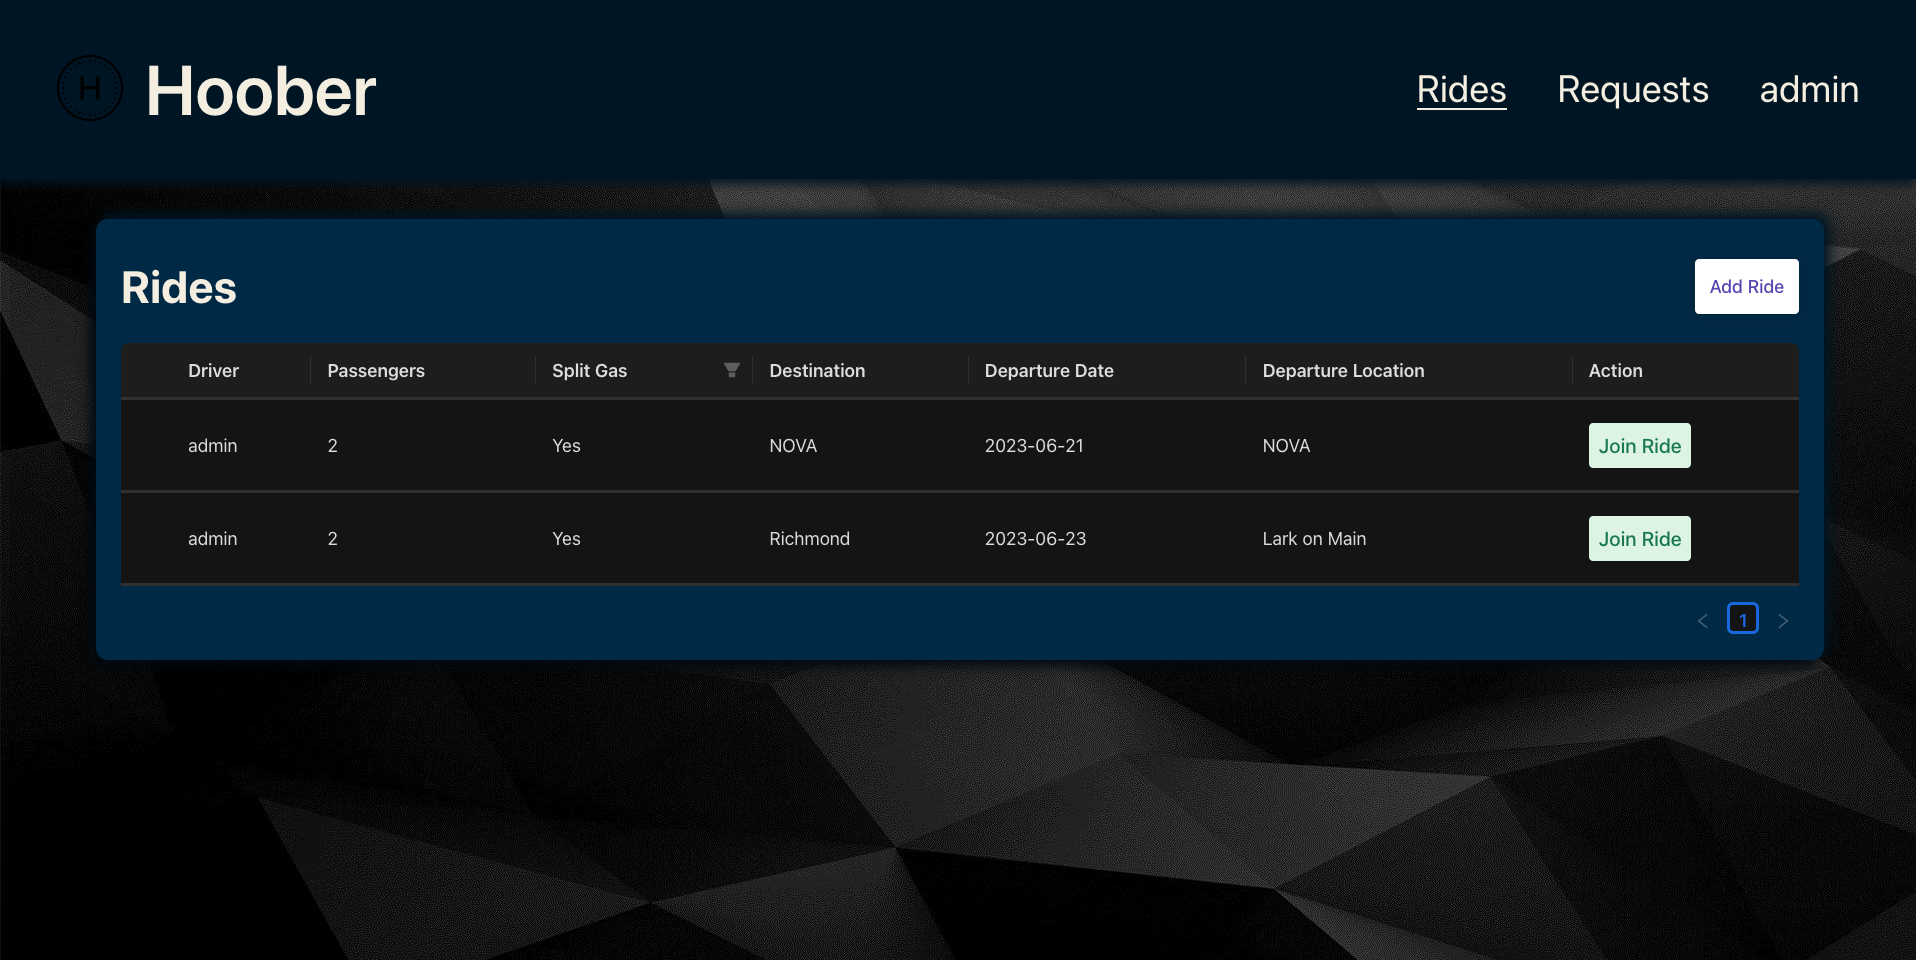 H Hoober Rides Requests admin
Rides Add Ride
Driver Passengers Split Gas Destination Departure Date Departure Location Action
admin 2 Yes NOVA 2023-06-21 NOVA Join Ride
admin 2 Yes Richmond 2023-06-23 Lark on Main Join Ride
< 1 >